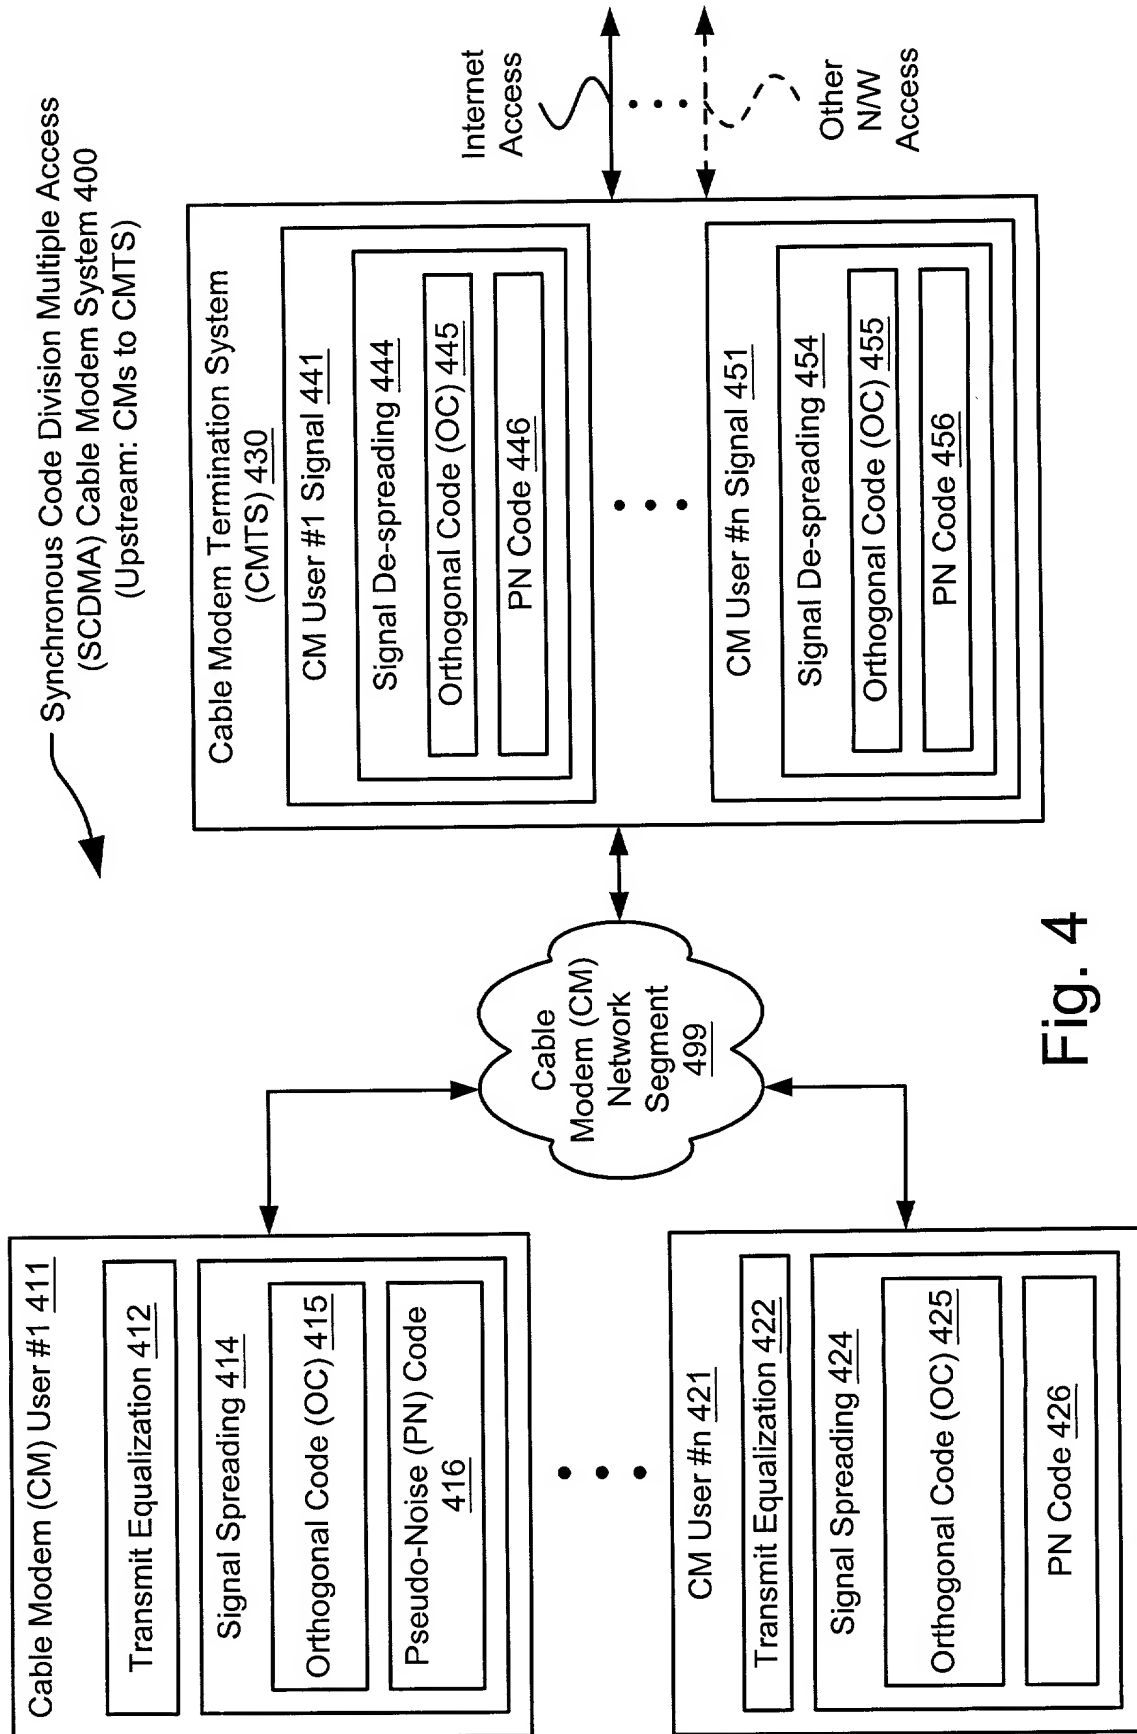 Synchronous Code Division Multiple Access
(SCDMA) Cable Modem System 400
(Upstream: CMs to CMTS)
Cable Modem (CM) User #1 411
Transmit Equalization 412
Signal Spreading 414
Orthogonal Code (OC) 415
Pseudo-Noise (PN) Code
416
CM User #n 421
Transmit Equalization 422
Signal Spreading 424
Orthogonal Code (OC) 425
PN Code 426
Cable
Modem (CM)
Network
Segment
499
Cable Modem Termination System
(CMTS) 430
CM User #1 Signal 441
Signal De-spreading 444
Orthogonal Code (OC) 445
PN Code 446
CM User #n Signal 451
Signal De-spreading 454
Orthogonal Code (OC) 455
PN Code 456
Internet
Access
Other
N/W
Access
Fig. 4